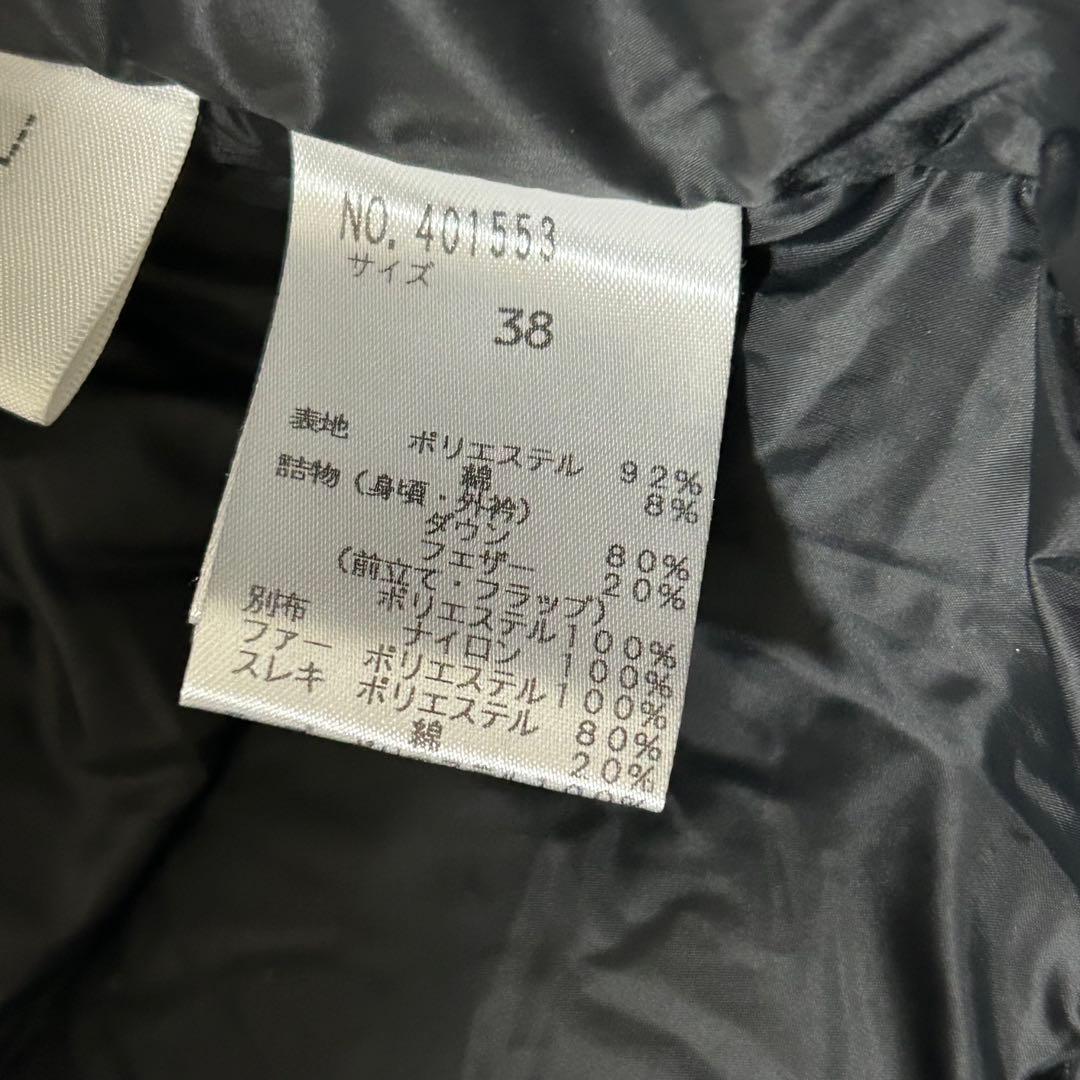 NO. 401553
サイズ
38
表地 ポリエステル 92%
綿 8%
詰物(身頃・外衿)
ダウン 80%
フェザー 20%
(前立て・フラップ)
ポリエステル100%
別布 ナイロン 100%
ファー ポリエステル100%
スレキ ポリエステル 80%
綿 20%